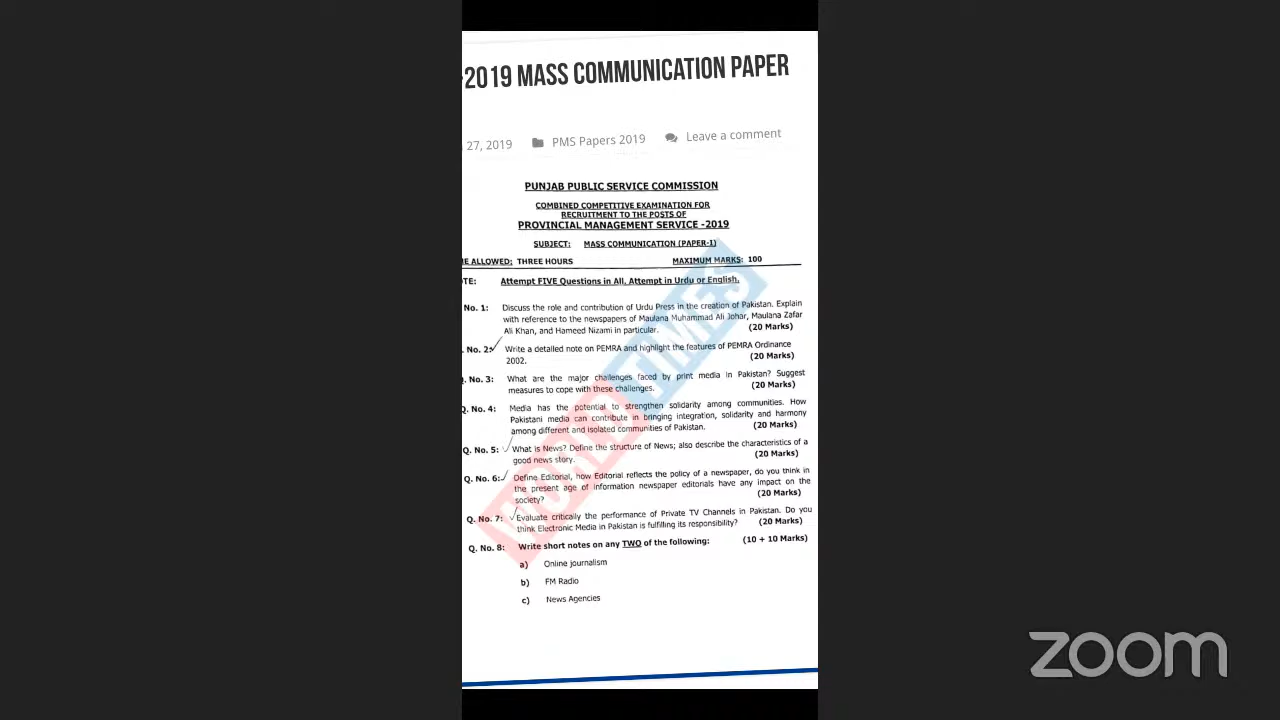 -2019 MASS COMMUNICATION PAPER
27, 2019 PMS Papers 2019 Leave a comment
PUNJAB PUBLIC SERVICE COMMISSION
COMBINED COMPETITIVE EXAMINATION FOR
RECRUITMENT TO THE POSTS OF
PROVINCIAL MANAGEMENT SERVICE -2019
SUBJECT: MASS COMMUNICATION (PAPER-1)
ME ALLOWED: THREE HOURS MAXIMUM MARKS: 100
OTE: Attempt FIVE Questions in All. Attempt in Urdu or English.
No. 1: Discuss the role and contribution of Urdu Press in the creation of Pakistan. Explain
with reference to the newspapers of Maulana Muhammad Ali Johar, Maulana Zafar
Ali Khan, and Hameed Nizami in particular. (20 Marks)
. No. 2: Write a detailed note on PEMRA and highlight the features of PEMRA Ordinance
2002. (20 Marks)
. No. 3: What are the major challenges faced by print media in Pakistan? Suggest
measures to cope with these challenges. (20 Marks)
Q. No. 4: Media has the potential to strengthen solidarity among communities. How
Pakistani media can contribute in bringing integration, solidarity and harmony
among different and isolated communities of Pakistan. (20 Marks)
Q. No. 5: What is News? Define the structure of News; also describe the characteristics of a
good news story. (20 Marks)
Q. No. 6: Define Editorial, how Editorial reflects the policy of a newspaper, do you think in
the present age of information newspaper editorials have any impact on the
society? (20 Marks)
Q. No. 7: Evaluate critically the performance of Private TV Channels in Pakistan. Do you
think Electronic Media in Pakistan is fulfilling its responsibility? (20 Marks)
Q. No. 8: Write short notes on any TWO of the following: (10 + 10 Marks)
a) Online journalism
b) FM Radio
c) News Agencies
WORLD TIMES
zoom